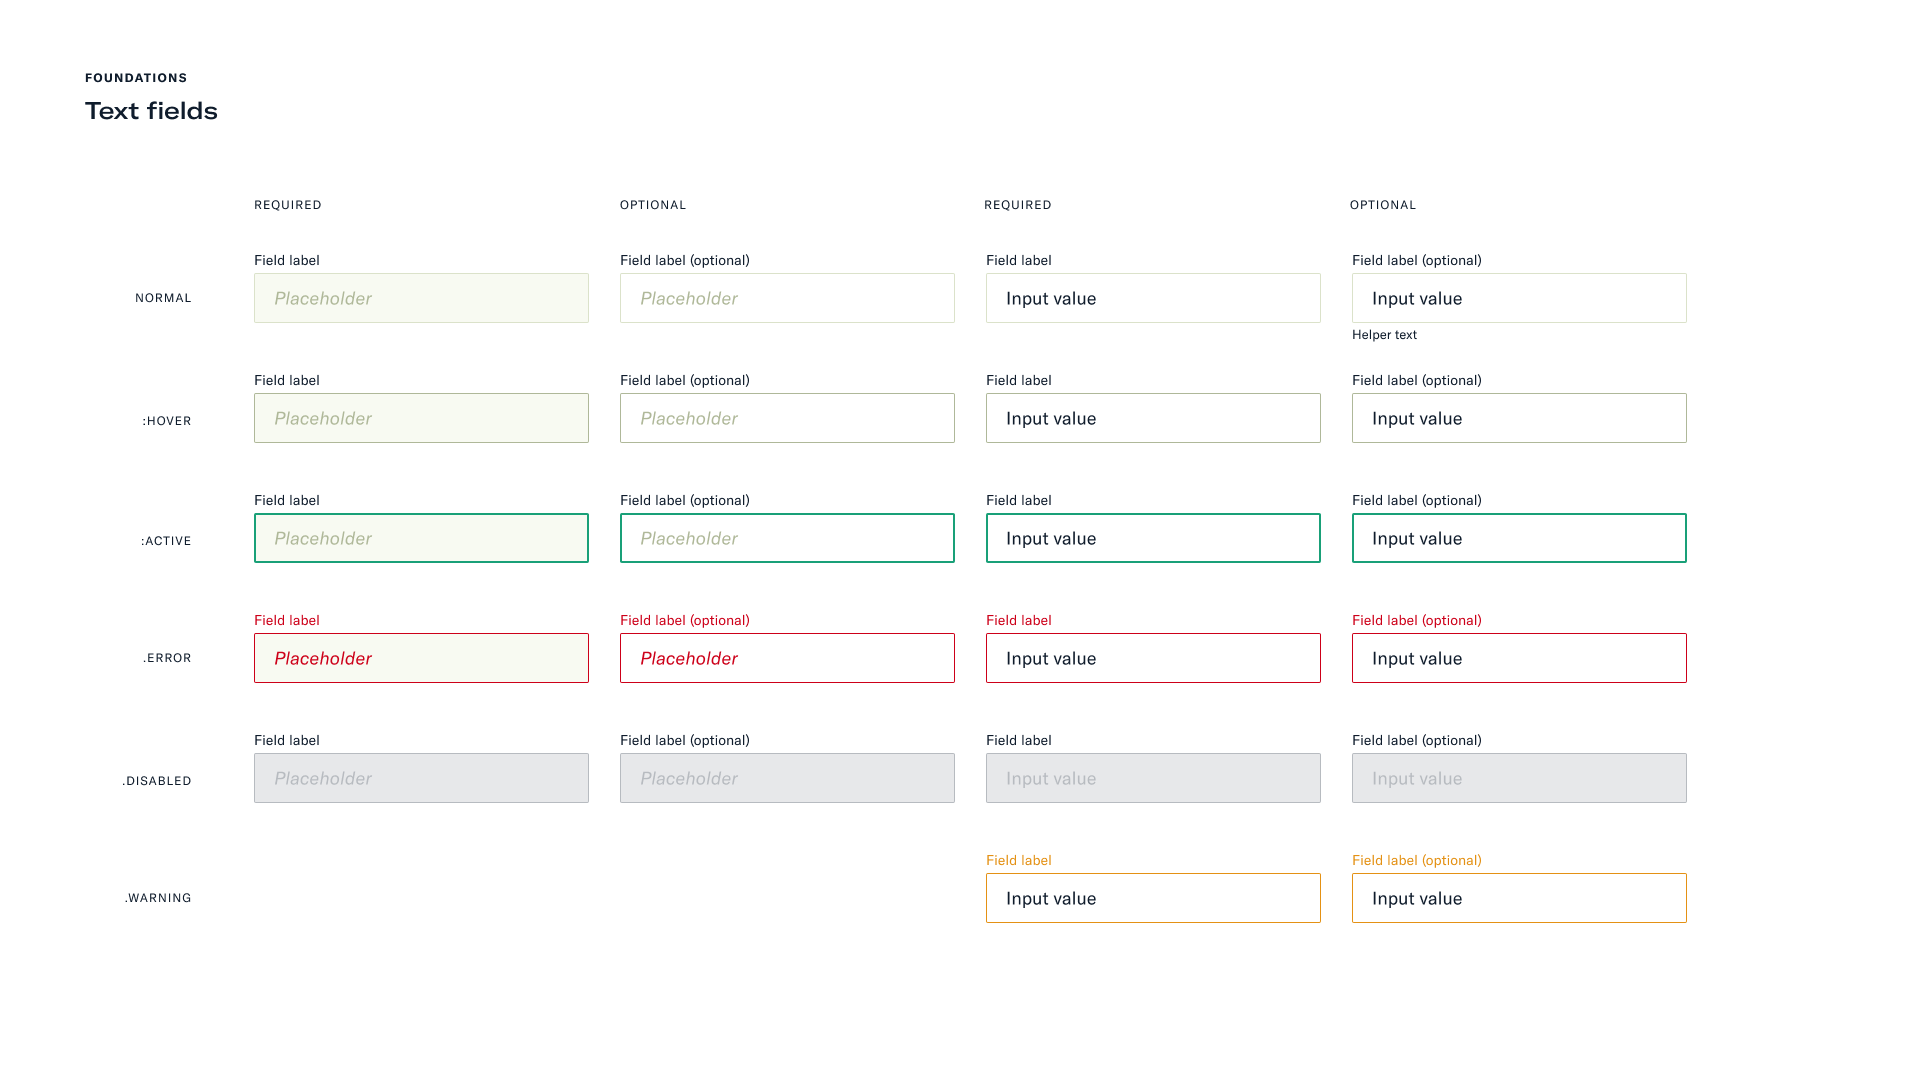 FOUNDATIONS
Text fields
REQUIRED OPTIONAL REQUIRED OPTIONAL
Field label Field label (optional) Field label Field label (optional)
NORMAL Placeholder Placeholder Input value Input value
Helper text
Field label Field label (optional) Field label Field label (optional)
:HOVER Placeholder Placeholder Input value Input value
Field label Field label (optional) Field label Field label (optional)
:ACTIVE Placeholder Placeholder Input value Input value
Field label Field label (optional) Field label Field label (optional)
.ERROR Placeholder Placeholder Input value Input value
Field label Field label (optional) Field label Field label (optional)
.DISABLED Placeholder Placeholder Input value Input value
Field label Field label (optional)
.WARNING Input value Input value